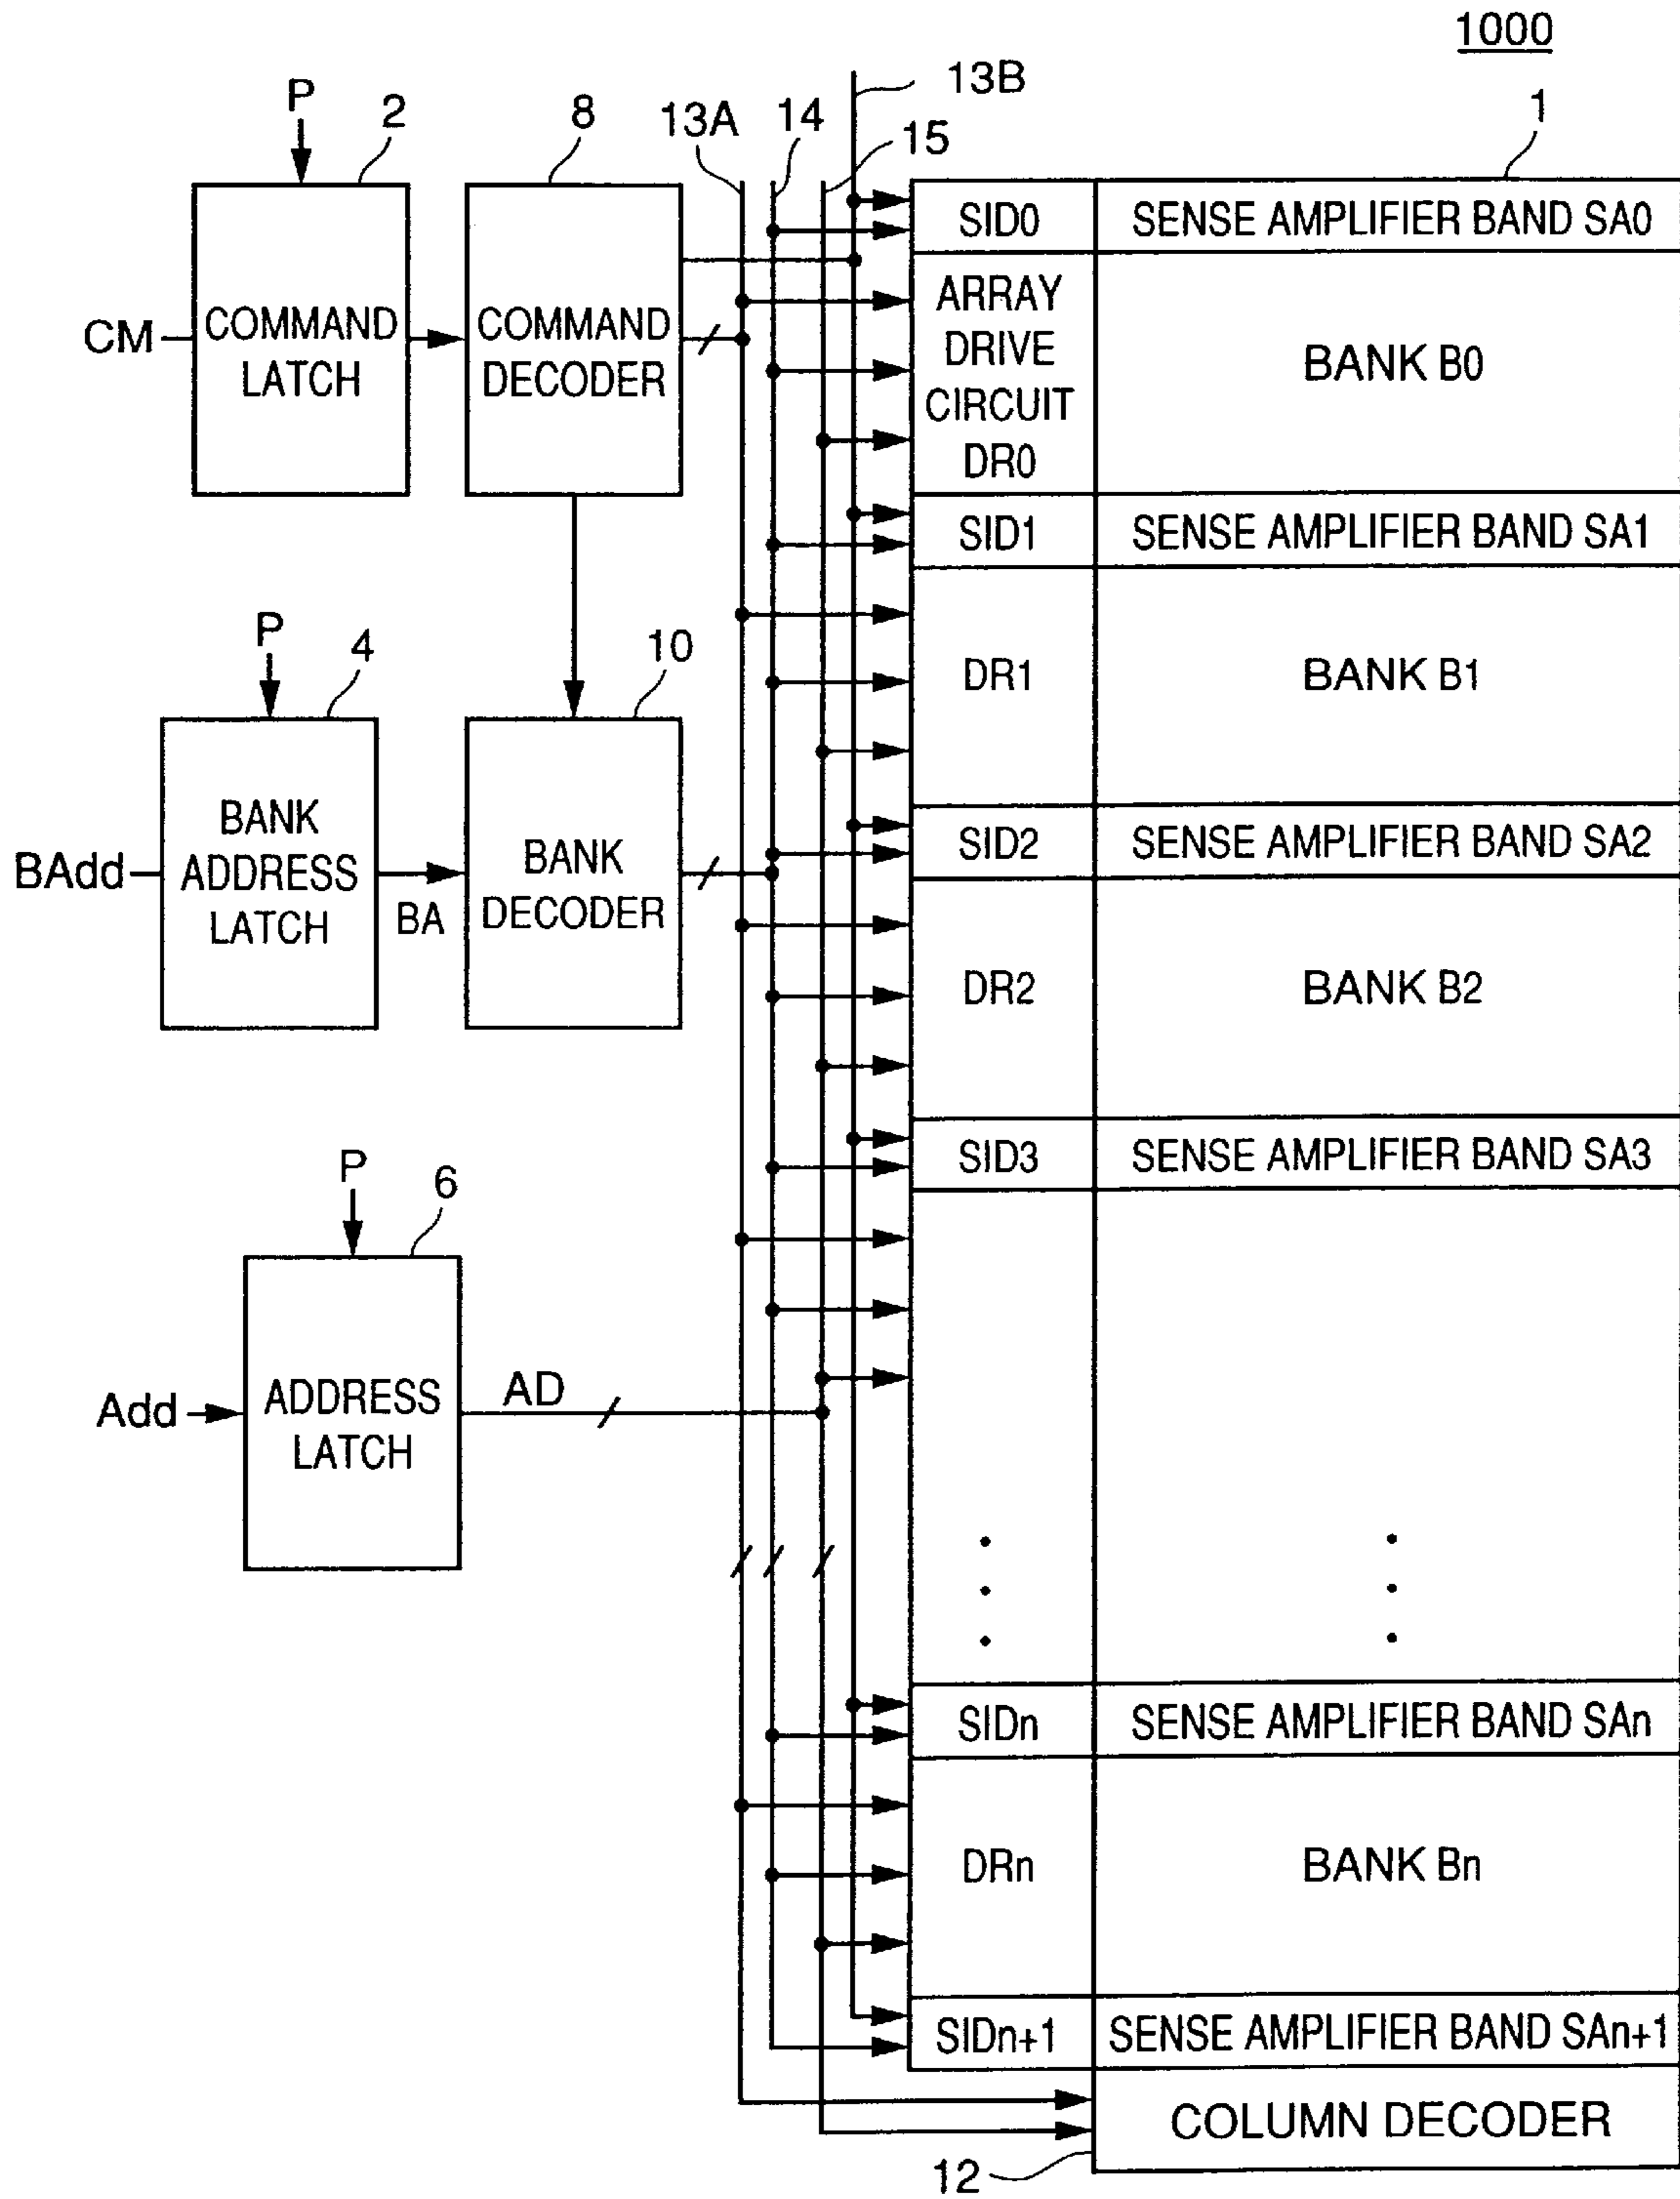 1000
13B
P
2
8
13A
14
15
1
SID0
SENSE AMPLIFIER BAND SA0
CM
COMMAND
LATCH
COMMAND
DECODER
ARRAY
DRIVE
CIRCUIT
DR0
BANK B0
SID1
SENSE AMPLIFIER BAND SA1
P
4
10
DR1
BANK B1
BAdd
BANK
ADDRESS
LATCH
BA
BANK
DECODER
SID2
SENSE AMPLIFIER BAND SA2
DR2
BANK B2
P
6
SID3
SENSE AMPLIFIER BAND SA3
Add
ADDRESS
LATCH
AD
SIDn
SENSE AMPLIFIER BAND SAn
DRn
BANK Bn
SIDn+1
SENSE AMPLIFIER BAND SAn+1
COLUMN DECODER
12